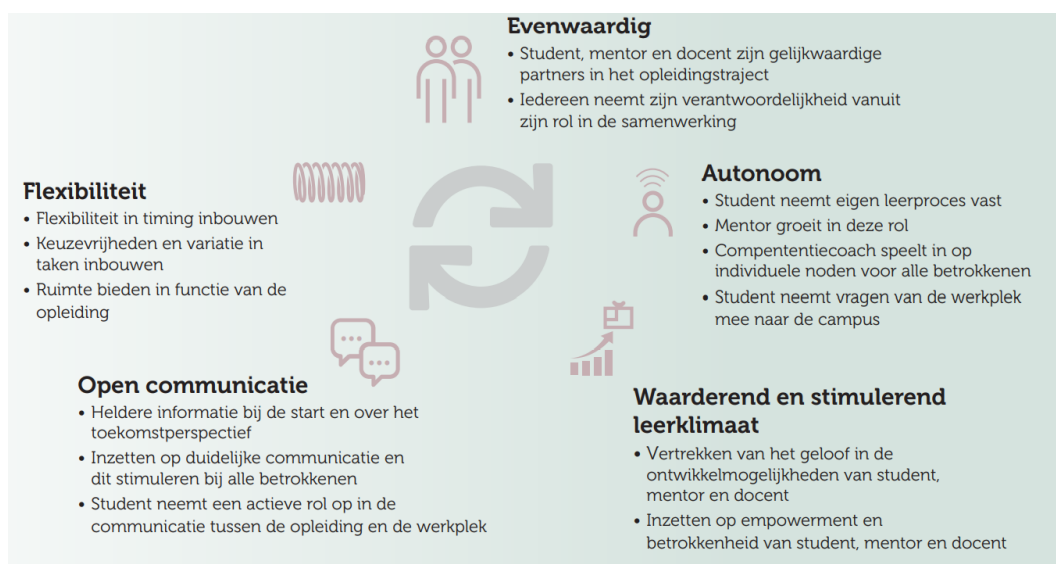 Evenwaardig
• Student, mentor en docent zijn gelijkwaardige
partners in het opleidingstraject
• Iedereen neemt zijn verantwoordelijkheid vanuit
zijn rol in de samenwerking
Autonoom
• Student neemt eigen leerproces vast
• Mentor groeit in deze rol
• Compententiecoach speelt in op
individuele noden voor alle betrokkenen
• Student neemt vragen van de werkplek
mee naar de campus
Waarderend en stimulerend
leerklimaat
• Vertrekken van het geloof in de
ontwikkelmogelijkheden van student,
mentor en docent
• Inzetten op empowerment en
betrokkenheid van student, mentor en docent
Open communicatie
• Heldere informatie bij de start en over het
toekomstperspectief
• Inzetten op duidelijke communicatie en
dit stimuleren bij alle betrokkenen
• Student neemt een actieve rol op in de
communicatie tussen de opleiding en de werkplek
Flexibiliteit
• Flexibiliteit in timing inbouwen
• Keuzevrijheden en variatie in
taken inbouwen
• Ruimte bieden in functie van de
opleiding